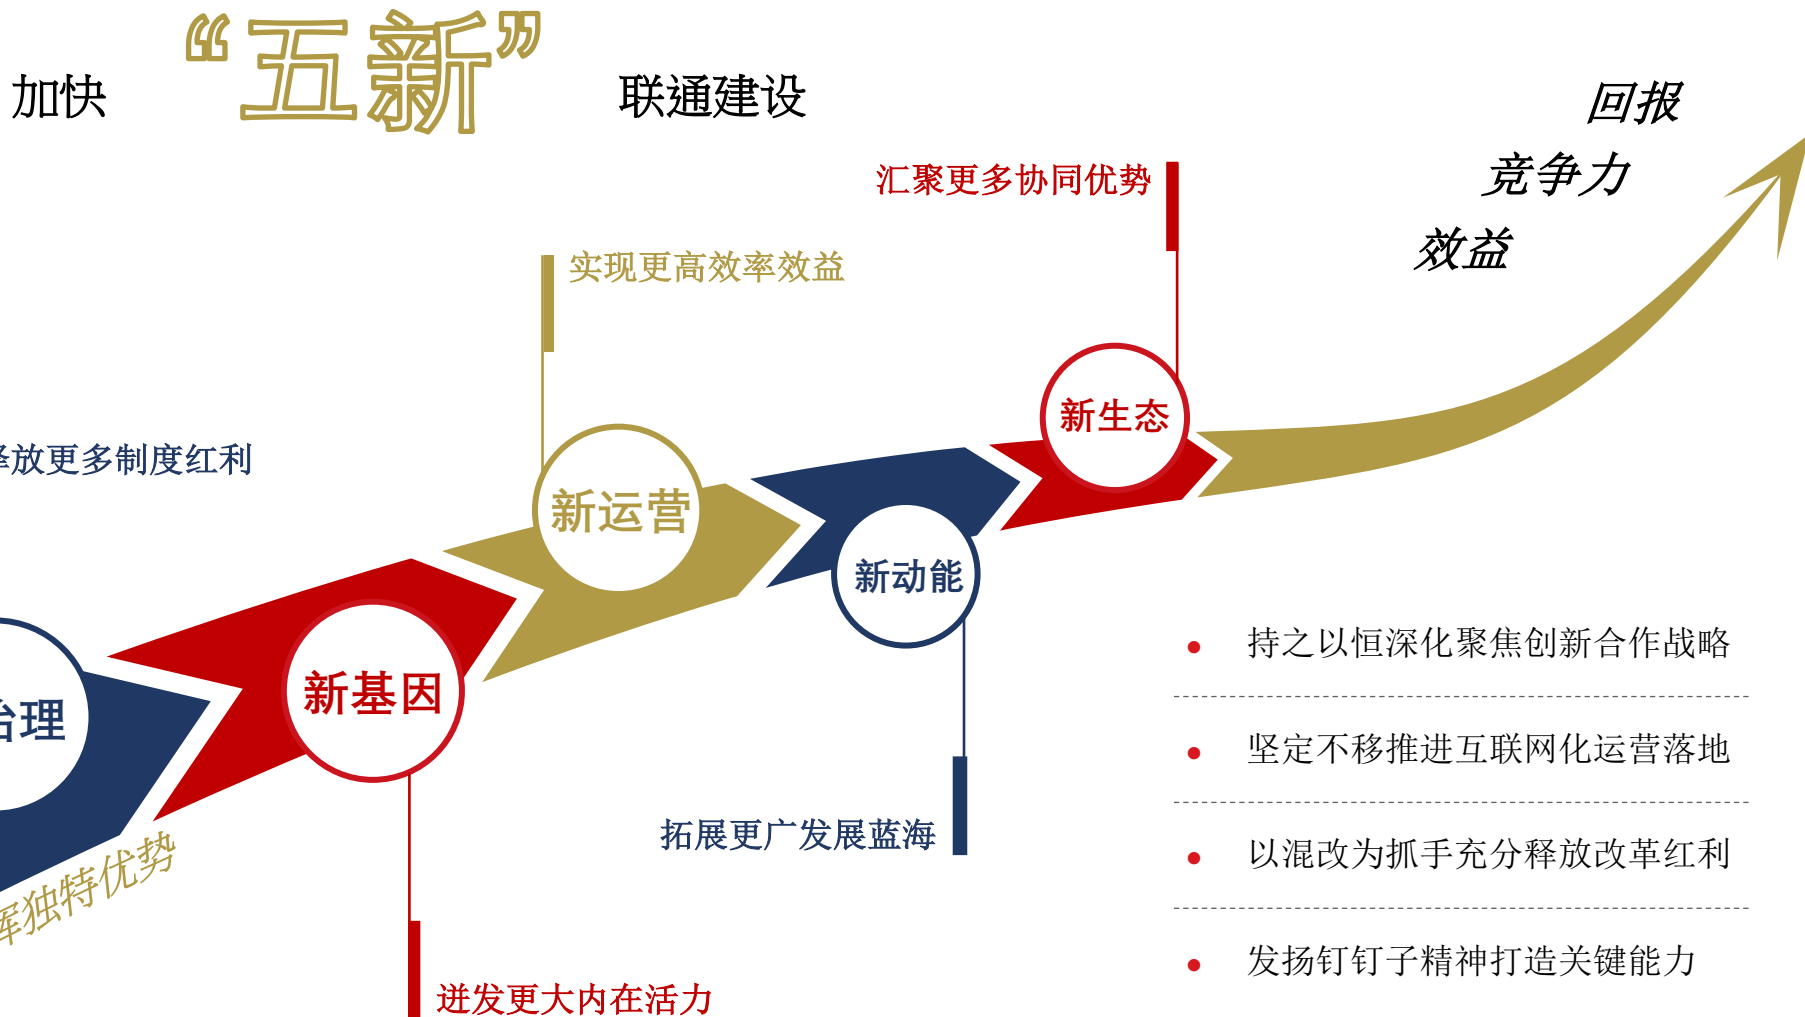 加快 “五新” 联通建设
回报
竞争力
效益
汇聚更多协同优势
实现更高效率效益
新生态
放更多制度红利
新运营
新动能
新基因
治理
持之以恒深化聚焦创新合作战略
坚定不移推进互联网化运营落地
拓展更广发展蓝海
以混改为抓手充分释放改革红利
挥独特优势
发扬钉钉子精神打造关键能力
迸发更大内在活力